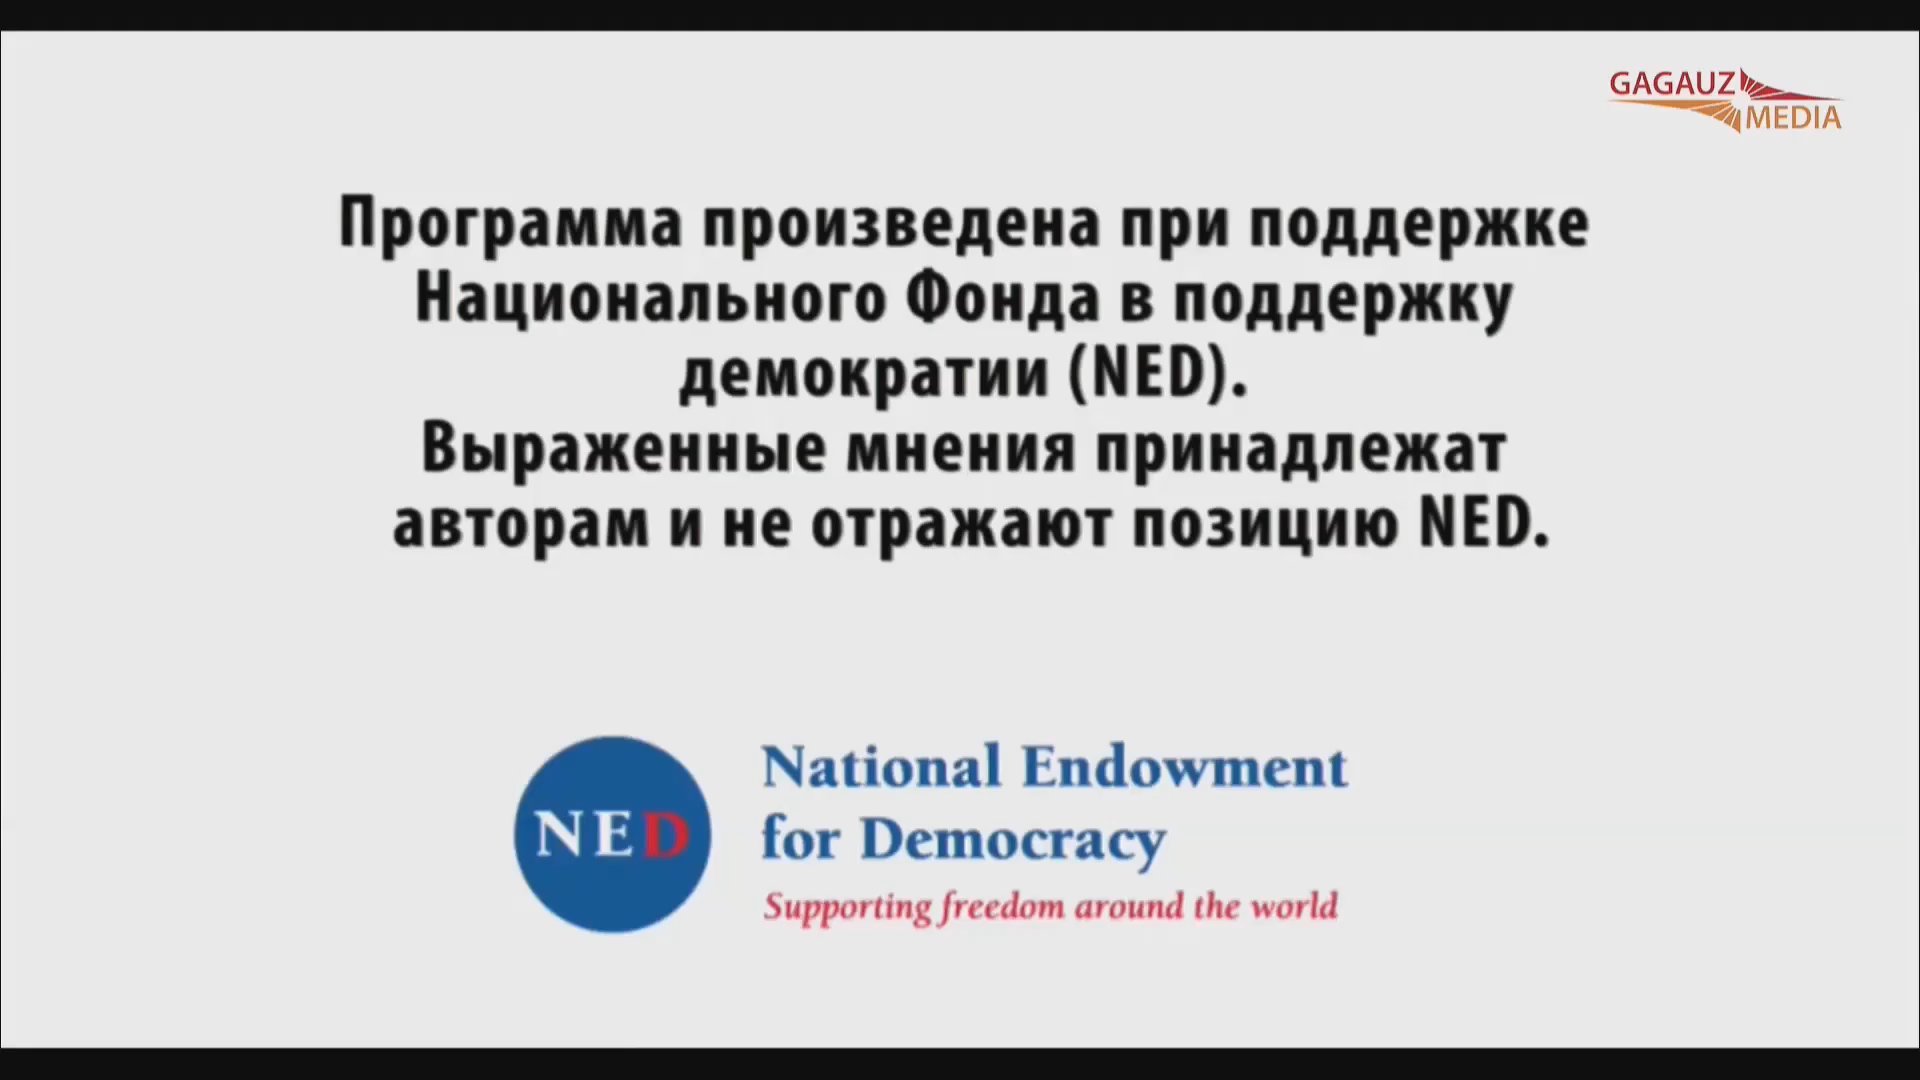 GAGAUZ
MEDIA
Программа произведена при поддержке
Национального Фонда в поддержку
демократии (NED).
Выраженные мнения принадлежат
авторам и не отражают позицию NED.
NED
National Endowment
for Democracy
Supporting freedom around the world